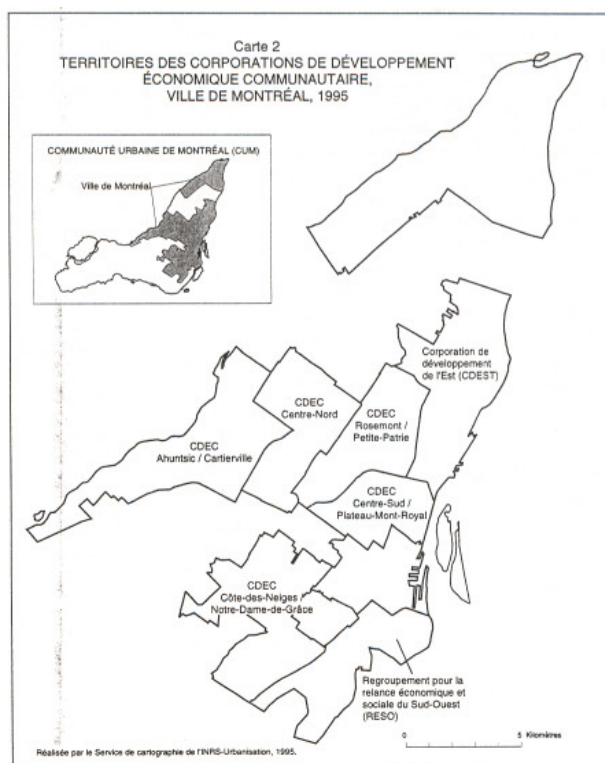 Carte 2
TERRITOIRES DES CORPORATIONS DE DÉVELOPPEMENT
ÉCONOMIQUE COMMUNAUTAIRE,
VILLE DE MONTRÉAL, 1995
COMMUNAUTÉ URBAINE DE MONTRÉAL (CUM)
Ville de Montréal
Corporation de
développement
de l'Est (CDEST)
CDEC
Centre-Nord
CDEC
Rosemont /
Petite-Patrie
CDEC
Ahuntsic / Cartierville
CDEC
Centre-Sud /
Plateau-Mont-Royal
CDEC
Côte-des-Neiges /
Notre-Dame-de-Grâce
Regroupement pour la
relance économique et
sociale du Sud-Ouest
(RESO)
0 5 Kilomètres
Réalisée par le Service de cartographie de l'INRS-Urbanisation, 1995.